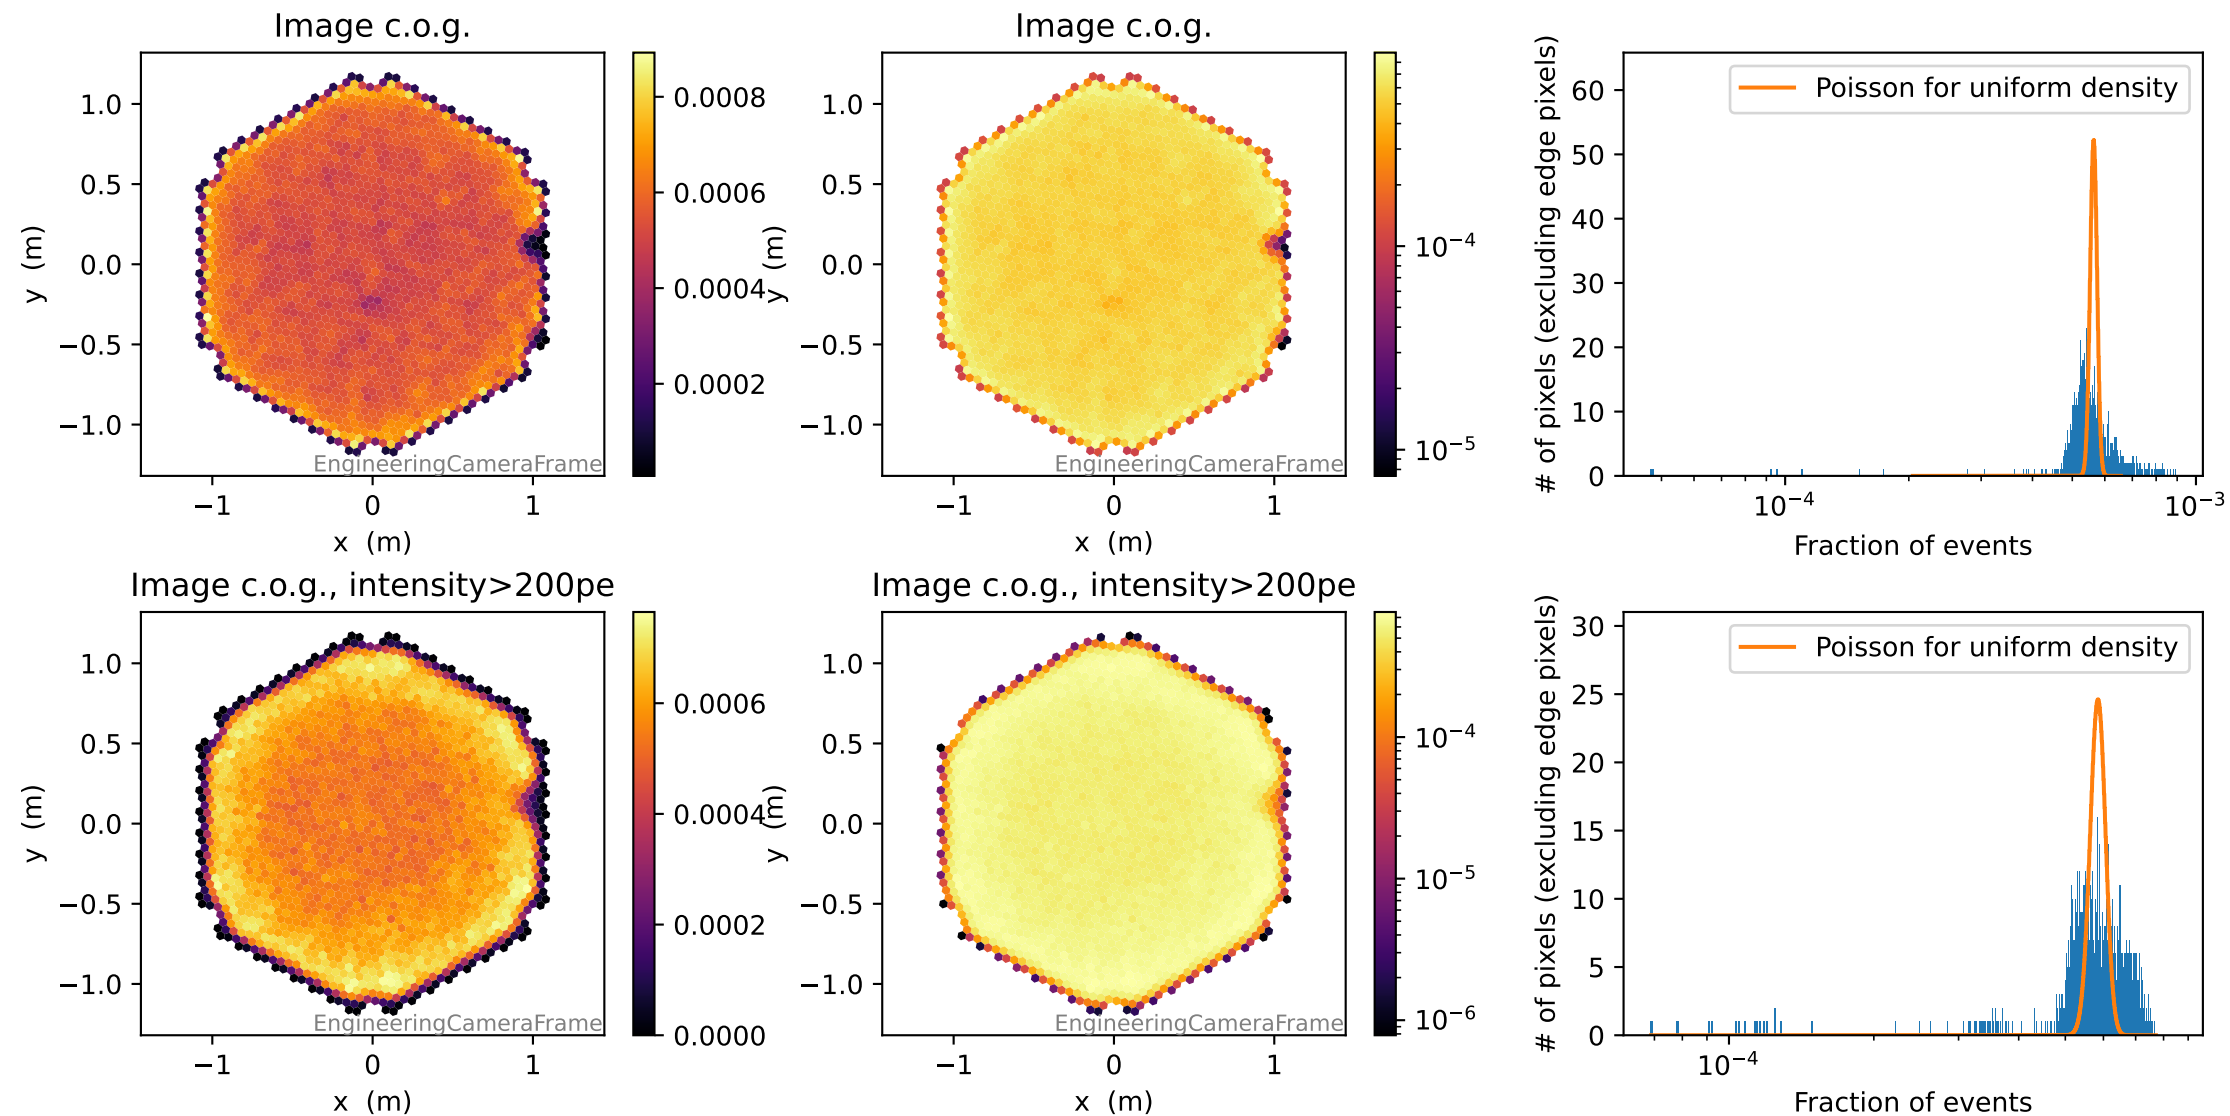 Image c.o.g.
1.0
0.5
0.0
−0.5
−1.0
y (m)
−1
0
1
x (m)
EngineeringCameraFrame
0.0008
0.0006
0.0004
0.0002
Image c.o.g.
1.0
0.5
0.0
−0.5
−1.0
y (m)
−1
0
1
x (m)
EngineeringCameraFrame
10⁻⁴
10⁻⁵
# of pixels (excluding edge pixels)
60
50
40
30
20
10
0
Poisson for uniform density
10⁻⁴
10⁻³
Fraction of events
Image c.o.g., intensity>200pe
1.0
0.5
0.0
−0.5
−1.0
y (m)
−1
0
1
x (m)
EngineeringCameraFrame
0.0006
0.0004
0.0002
0.0000
Image c.o.g., intensity>200pe
1.0
0.5
0.0
−0.5
−1.0
y (m)
−1
0
1
x (m)
EngineeringCameraFrame
10⁻⁴
10⁻⁵
10⁻⁶
# of pixels (excluding edge pixels)
30
25
20
15
10
5
0
Poisson for uniform density
10⁻⁴
Fraction of events